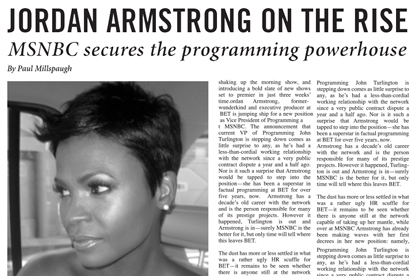 JORDAN ARMSTRONG ON THE RISE
MSNBC secures the programming powerhouse
By Paul Millspaugh
shaking up the morning show, and
introducing a bold slate of new shows
set to premier in just three weeks'
time.ordan Armstrong, former-
wunderkind and executive producer at
BET is jumping ship for a new position
as Vice President of Programming a
t MSNBC. The announcement that
current VP of Programming John
Turlington is stepping down comes as
little surprise to any, as he's had a
less-than-cordial working relationship
with the network since a very public
contract dispute a year and a half ago.
Nor is it such a surprise that Armstrong
would be tapped to step into the
position—she has been a superstar in
factual programming at BET for over
five years, now. Armstrong has a
decade's old career with the network
and is the person responsible for many
of its prestige projects. However it
happened, Turlington is out and
Armstrong is in—surely MSNBC is the
better for it, but only time will tell where
this leaves BET.
The dust has more or less settled in what
was a rather ugly HR scuffle for
BET—it remains to be seen whether
there is anyone still at the network
Programming John Turlington is
stepping down comes as little surprise to
any, as he's had a less-than-cordial
working relationship with the network
since a very public contract dispute a
year and a half ago. Nor is it such a
surprise that Armstrong would be
tapped to step into the position—she has
been a superstar in factual programming
at BET for over five years, now.
Armstrong has a decade's old career
with the network and is the person
responsible for many of its prestige
projects. However it happened, Turling-
ton is out and Armstrong is in—surely
MSNBC is the better for it, but only
time will tell where this leaves BET.
The dust has more or less settled in what
was a rather ugly HR scuffle for
BET—it remains to be seen whether
there is anyone still at the network
capable of taking up her mantle, while
over at MSNBC Armstrong has already
been making waves with her first
decrees in her new position: namely,
Programming John Turlington is
stepping down comes as little surprise to
any, as he's had a less-than-cordial
working relationship with the network
since a very public contract dispute a